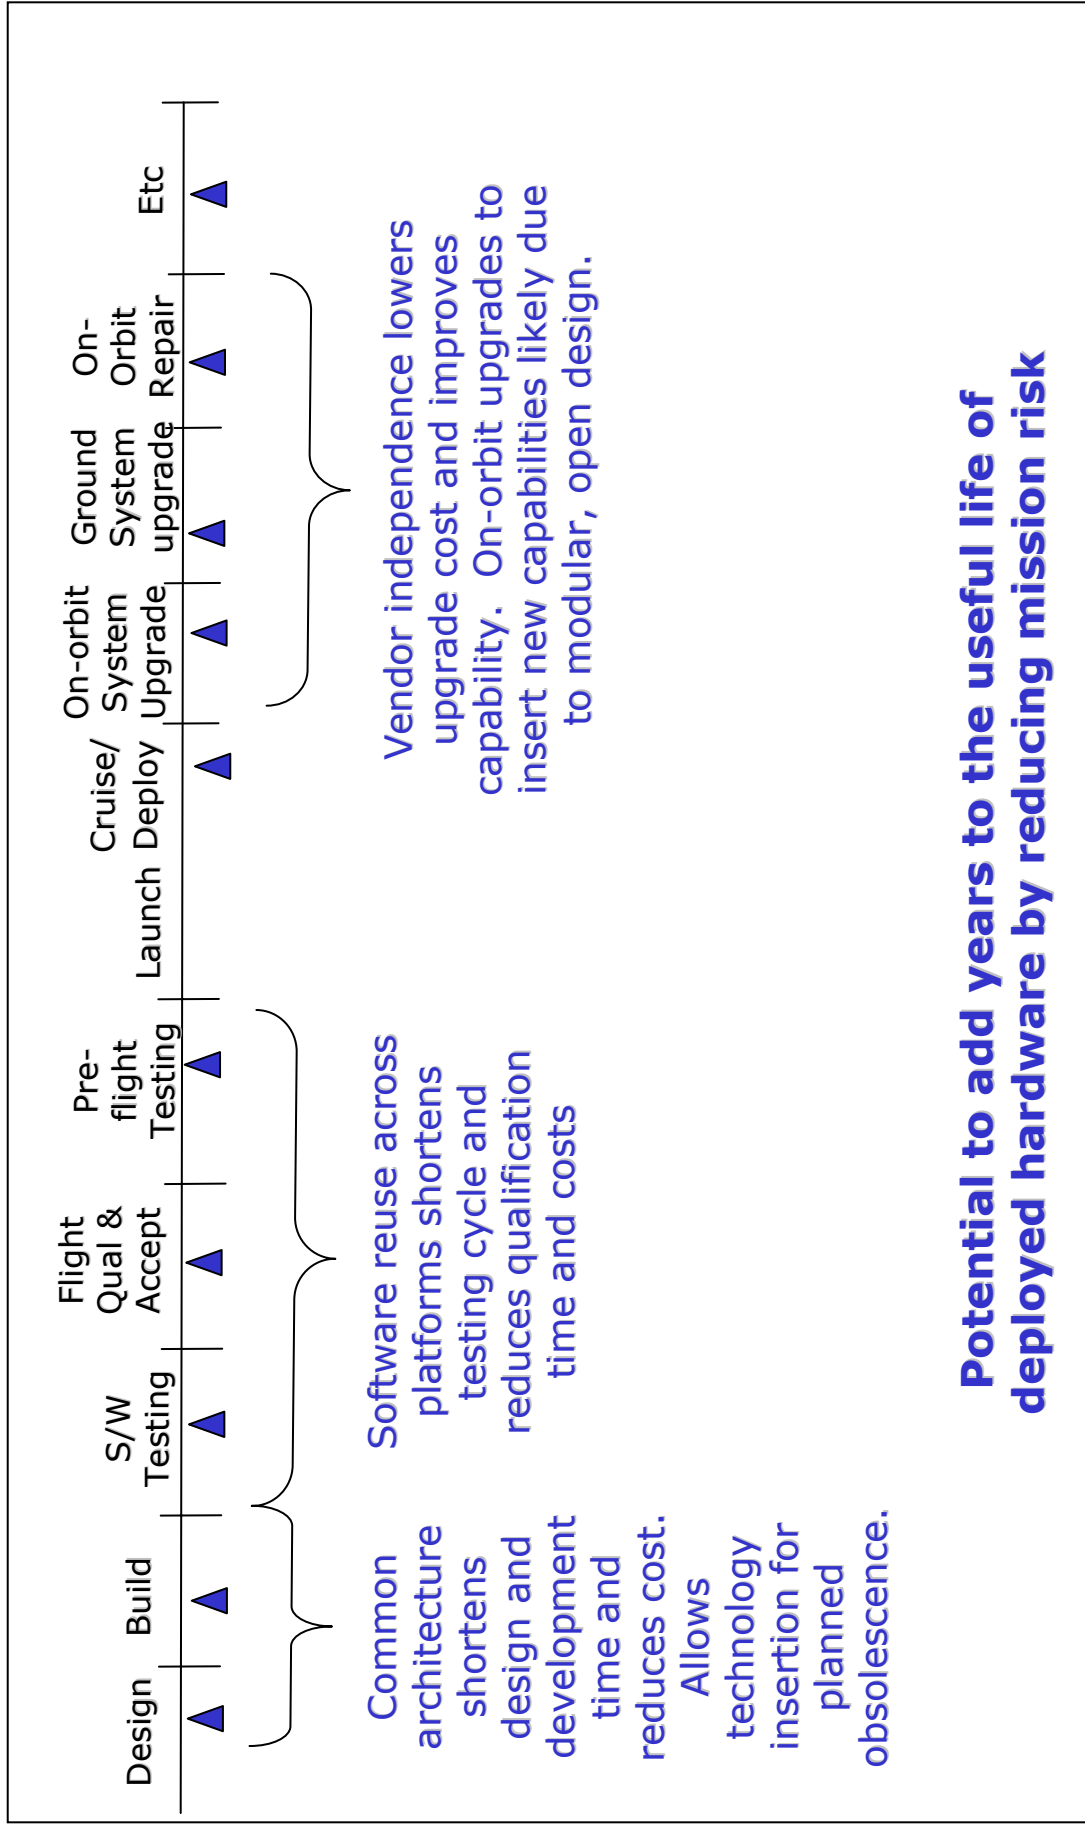 Design
Build
S/W
Testing
Flight
Qual &
Accept
Pre-
flight
Testing
Launch
Cruise/
Deploy
On-orbit
System
Upgrade
Ground
System
upgrade
On-
Orbit
Repair
Etc
Common
architecture
shortens
design and
development
time and
reduces cost.
Allows
technology
insertion for
planned
obsolescence.
Software reuse across
platforms shortens
testing cycle and
reduces qualification
time and costs
Vendor independence lowers
upgrade cost and improves
capability. On-orbit upgrades to
insert new capabilities likely due
to modular, open design.
Potential to add years to the useful life of
deployed hardware by reducing mission risk